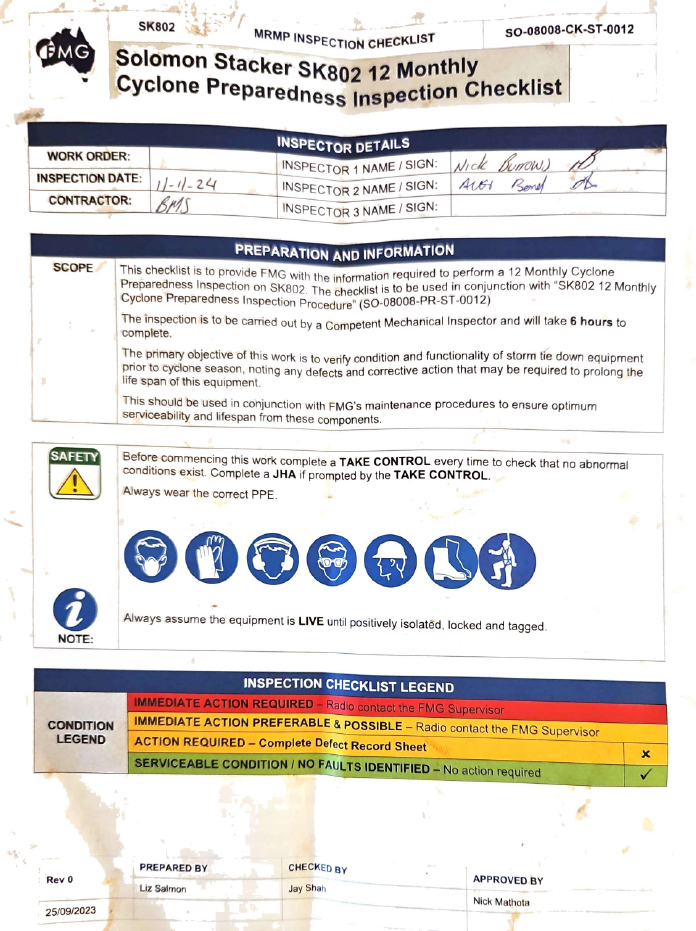 SK802
MRMP INSPECTION CHECKLIST
SO-08008-CK-ST-0012
FMG
Solomon Stacker SK802 12 Monthly
Cyclone Preparedness Inspection Checklist
INSPECTOR DETAILS
WORK ORDER:
INSPECTOR 1 NAME / SIGN: Nick Burrows
INSPECTION DATE: 11-11-24
INSPECTOR 2 NAME / SIGN:
CONTRACTOR: BMS
INSPECTOR 3 NAME / SIGN:
PREPARATION AND INFORMATION
SCOPE
This checklist is to provide FMG with the information required to perform a 12 Monthly Cyclone
Preparedness Inspection on SK802. The checklist is to be used in conjunction with "SK802 12 Monthly
Cyclone Preparedness Inspection Procedure" (SO-08008-PR-ST-0012)
The inspection is to be carried out by a Competent Mechanical Inspector and will take 6 hours to
complete.
The primary objective of this work is to verify condition and functionality of storm tie down equipment
prior to cyclone season, noting any defects and corrective action that may be required to prolong the
life span of this equipment.
This should be used in conjunction with FMG's maintenance procedures to ensure optimum
serviceability and lifespan from these components.
SAFETY
Before commencing this work complete a TAKE CONTROL every time to check that no abnormal
conditions exist. Complete a JHA if prompted by the TAKE CONTROL.
Always wear the correct PPE.
i
NOTE:
Always assume the equipment is LIVE until positively isolated, locked and tagged.
INSPECTION CHECKLIST LEGEND
CONDITION
LEGEND
IMMEDIATE ACTION REQUIRED – Radio contact the FMG Supervisor
IMMEDIATE ACTION PREFERABLE & POSSIBLE – Radio contact the FMG Supervisor
ACTION REQUIRED – Complete Defect Record Sheet
SERVICEABLE CONDITION / NO FAULTS IDENTIFIED – No action required
Rev 0
PREPARED BY
CHECKED BY
APPROVED BY
Liz Salmon
Jay Shah
Nick Mathota
25/09/2023